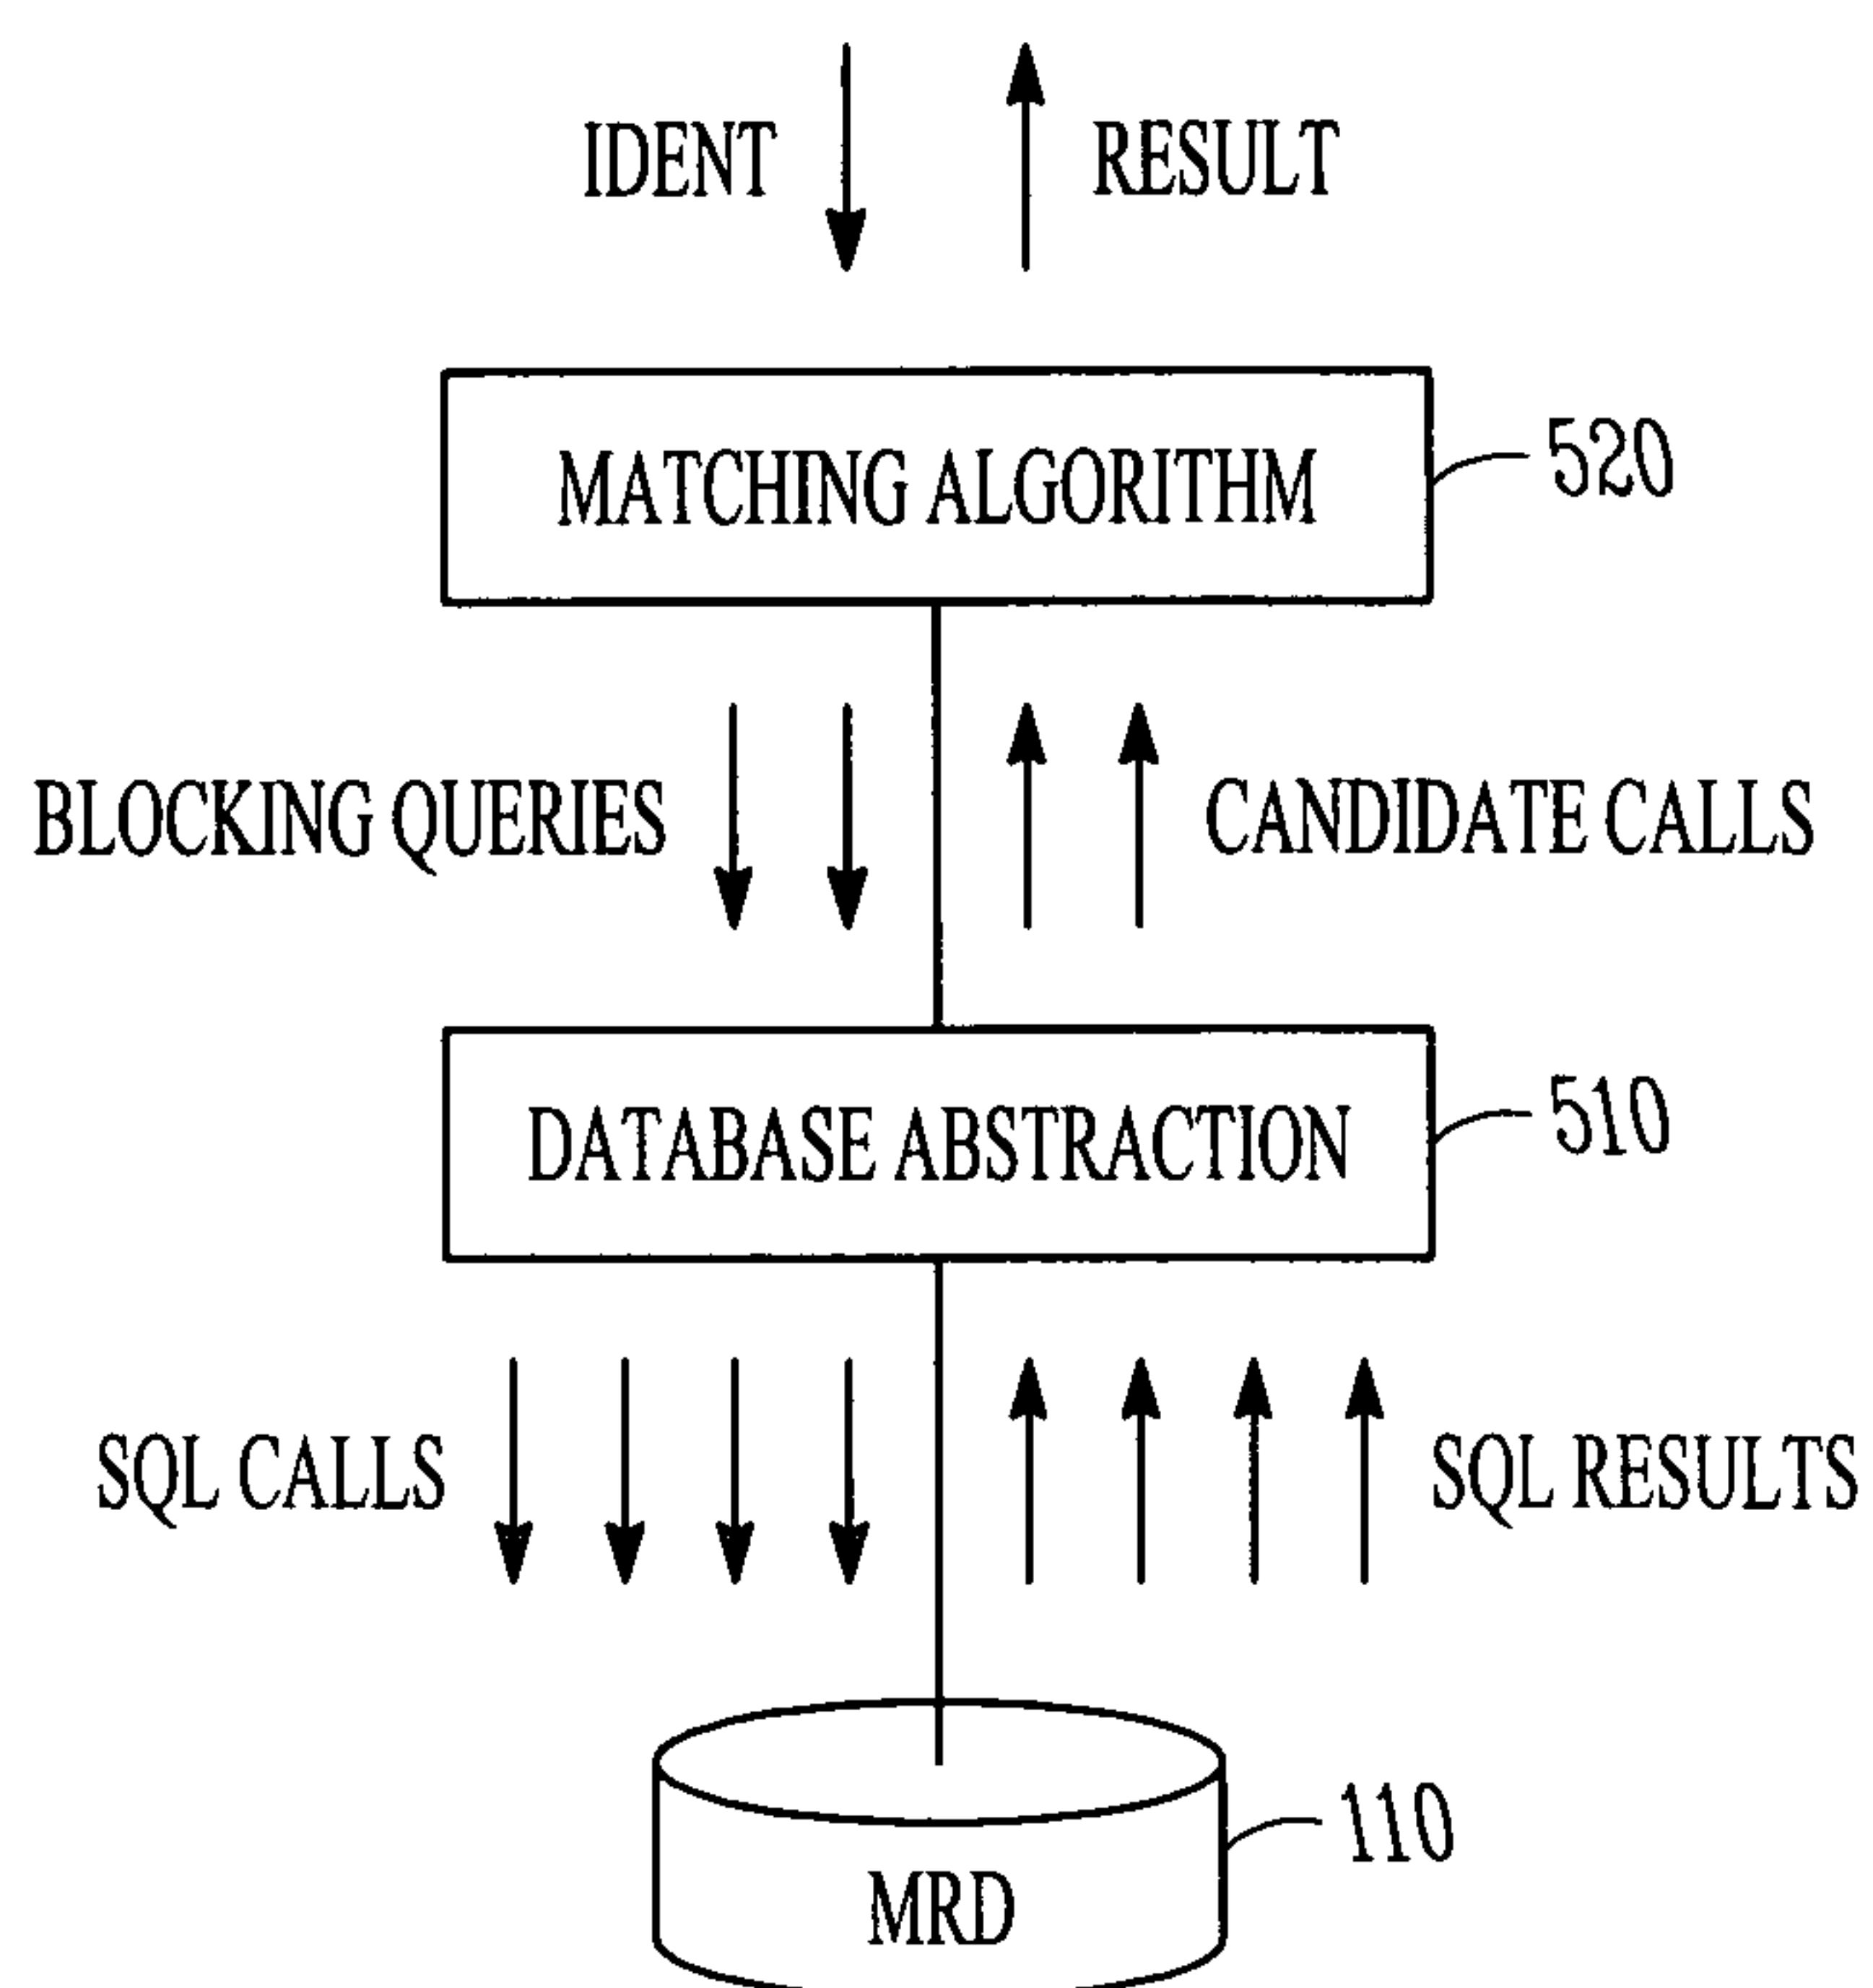 IDENT
RESULT
MATCHING ALGORITHM
520
BLOCKING QUERIES
CANDIDATE CALLS
DATABASE ABSTRACTION
510
SQL CALLS
SQL RESULTS
110
MRD